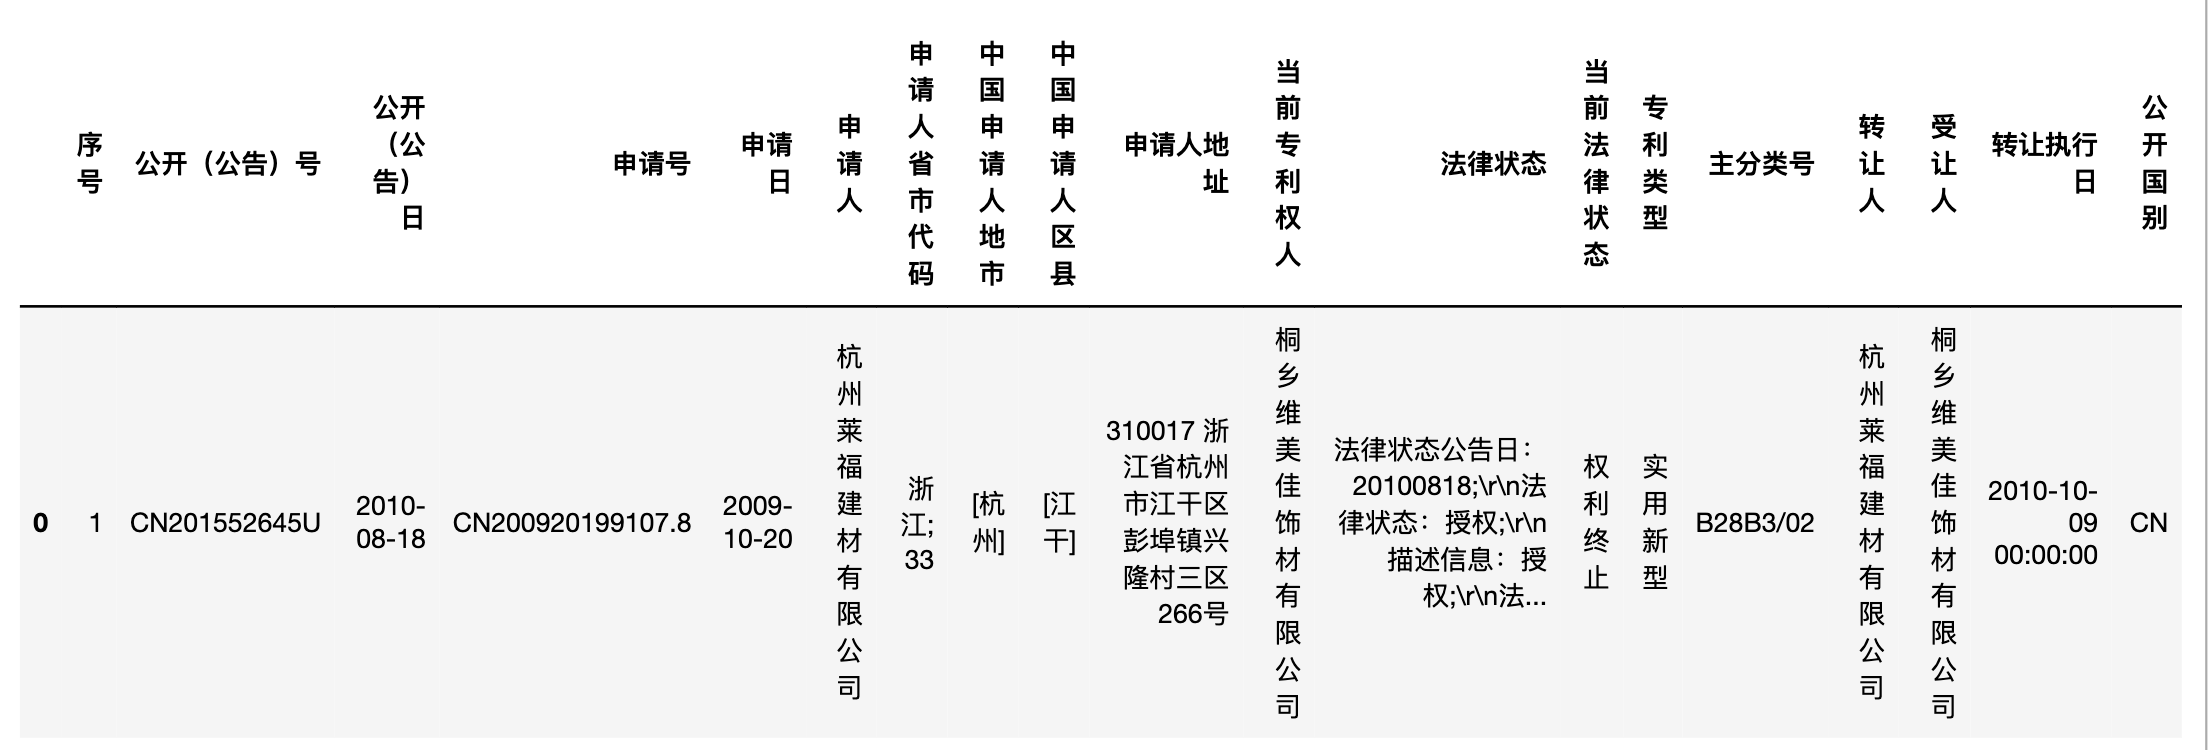 序号
公开（公告）号
公开（公告）日
申请号
申请日
申请人
申请人省市代码
中国申请人地市
中国申请人区县
申请人地址
当前专利权人
法律状态
当前法律状态
专利类型
主分类号
转让人
受让人
转让执行日
公开国别
0
1
CN201552645U
2010-
08-18
CN200920199107.8
2009-
10-20
杭州莱福建材有限公司
浙
江;
33
[杭
州]
[江
干]
310017 浙
江省杭州
市江干区
彭埠镇兴
隆村三区
266号
桐乡维美佳饰材有限公司
法律状态公告日：
20100818;\r\n法
律状态：授权;\r\n
描述信息：授
权;\r\n法...
权利终止
实用新型
B28B3/02
杭州莱福建材有限公司
桐乡维美佳饰材有限公司
2010-10-
09
00:00:00
CN